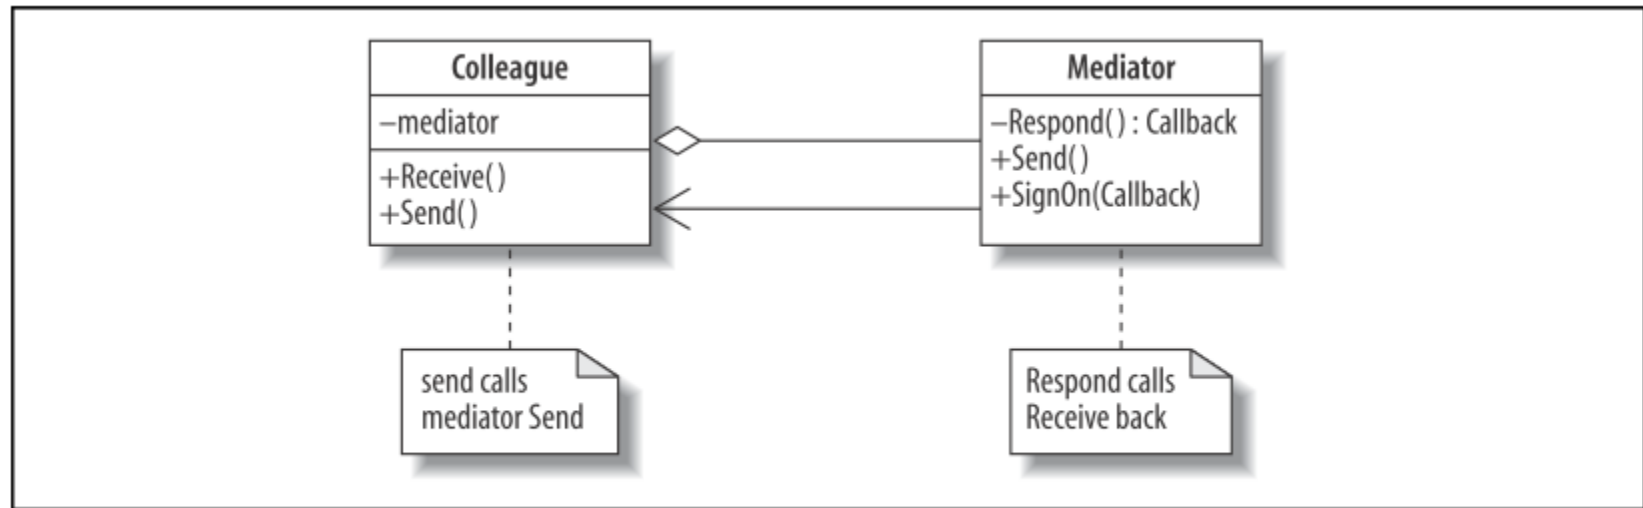 Colleague
–mediator
+Receive( )
+Send( )
send calls
mediator Send
Mediator
–Respond( ) : Callback
+Send( )
+SignOn(Callback)
Respond calls
Receive back